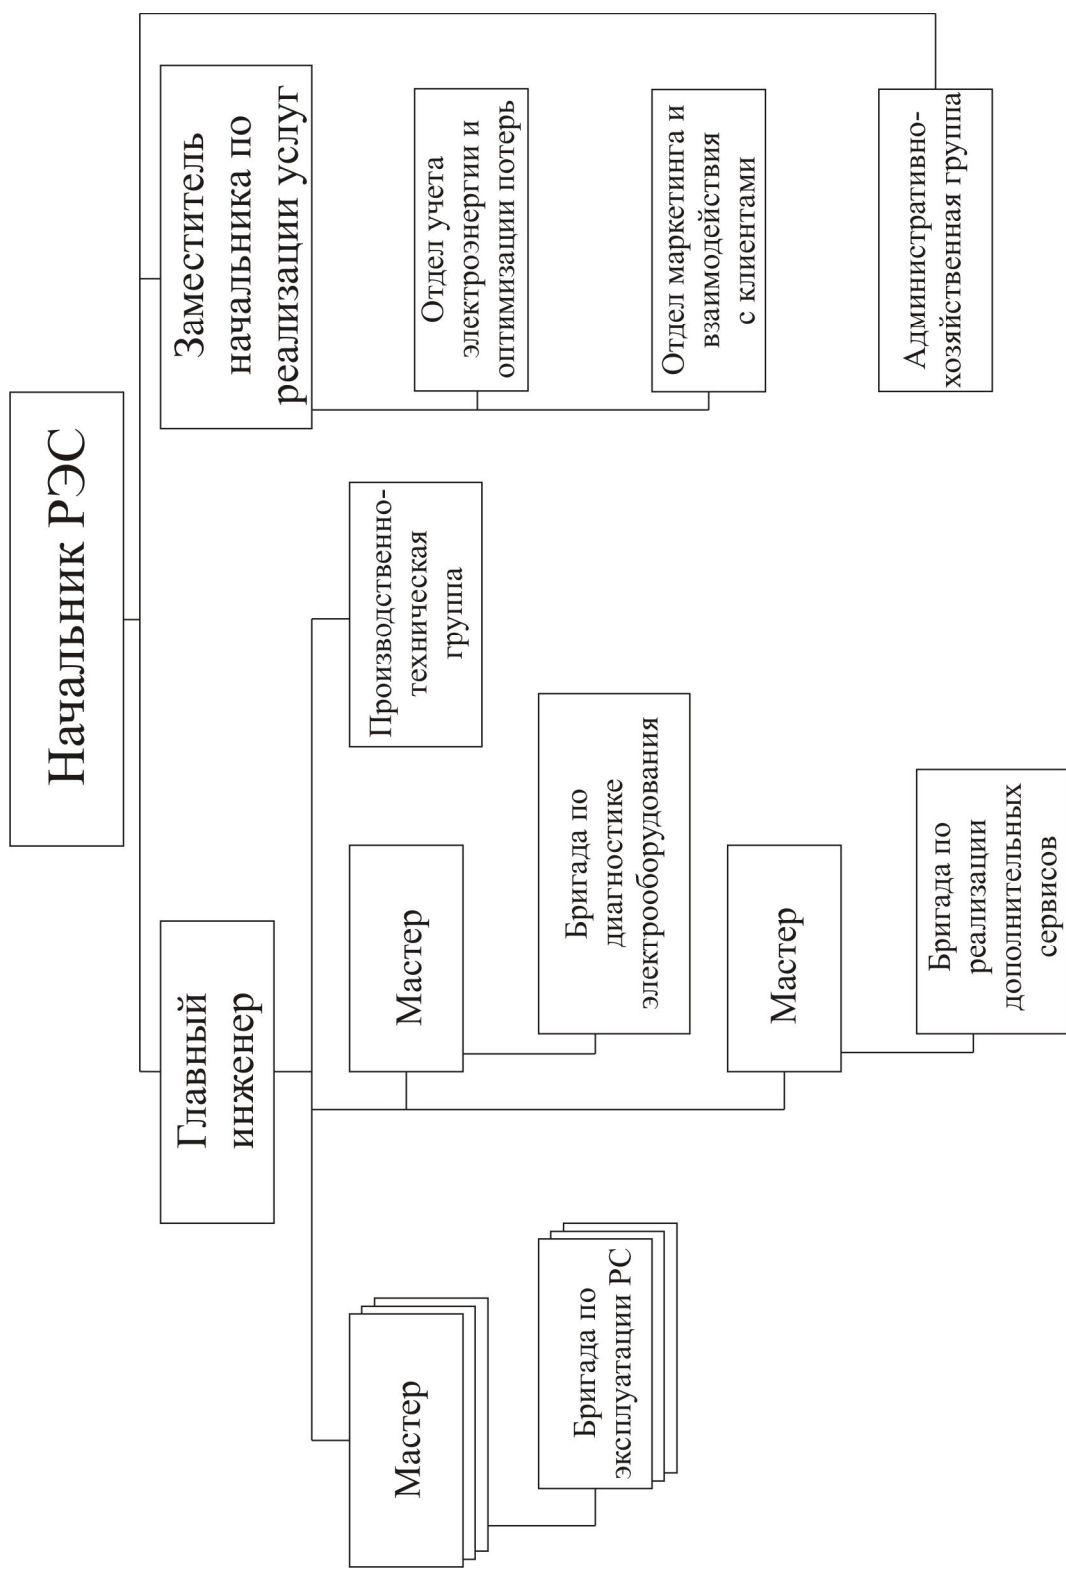 Начальник РЭС
Главный
инженер
Заместитель
начальника по
реализации услуг
Мастер
Бригада по
эксплуатации РС
Мастер
Бригада по
диагностике
электрооборудования
Мастер
Бригада по
реализации
дополнительных
сервисов
Производственно-
техническая
группа
Отдел учета
электроэнергии и
оптимизации потерь
Отдел маркетинга и
взаимодействия
с клиентами
Административно-
хозяйственная группа